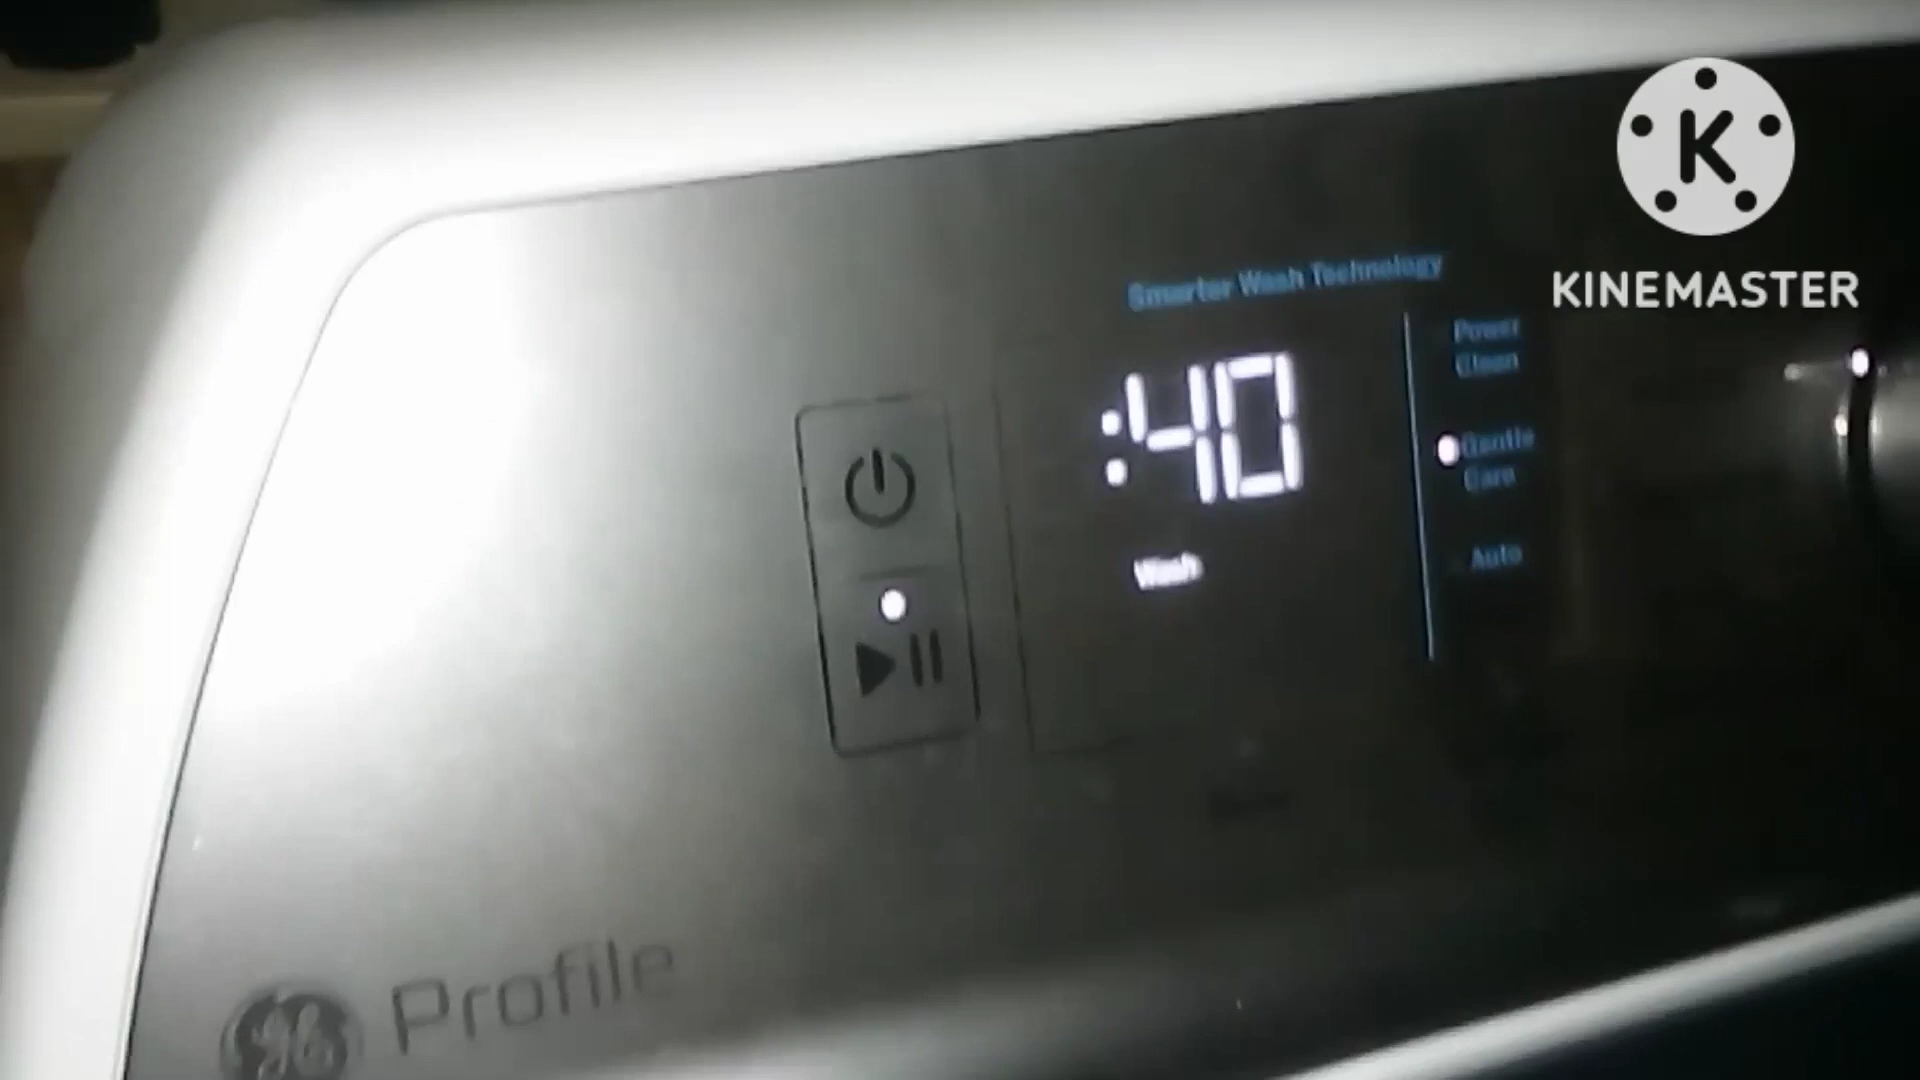 KINEMASTER
Smarter Wash Technology
:40
Wash
Power
Clean
Gentle
Care
Auto
GE Profile